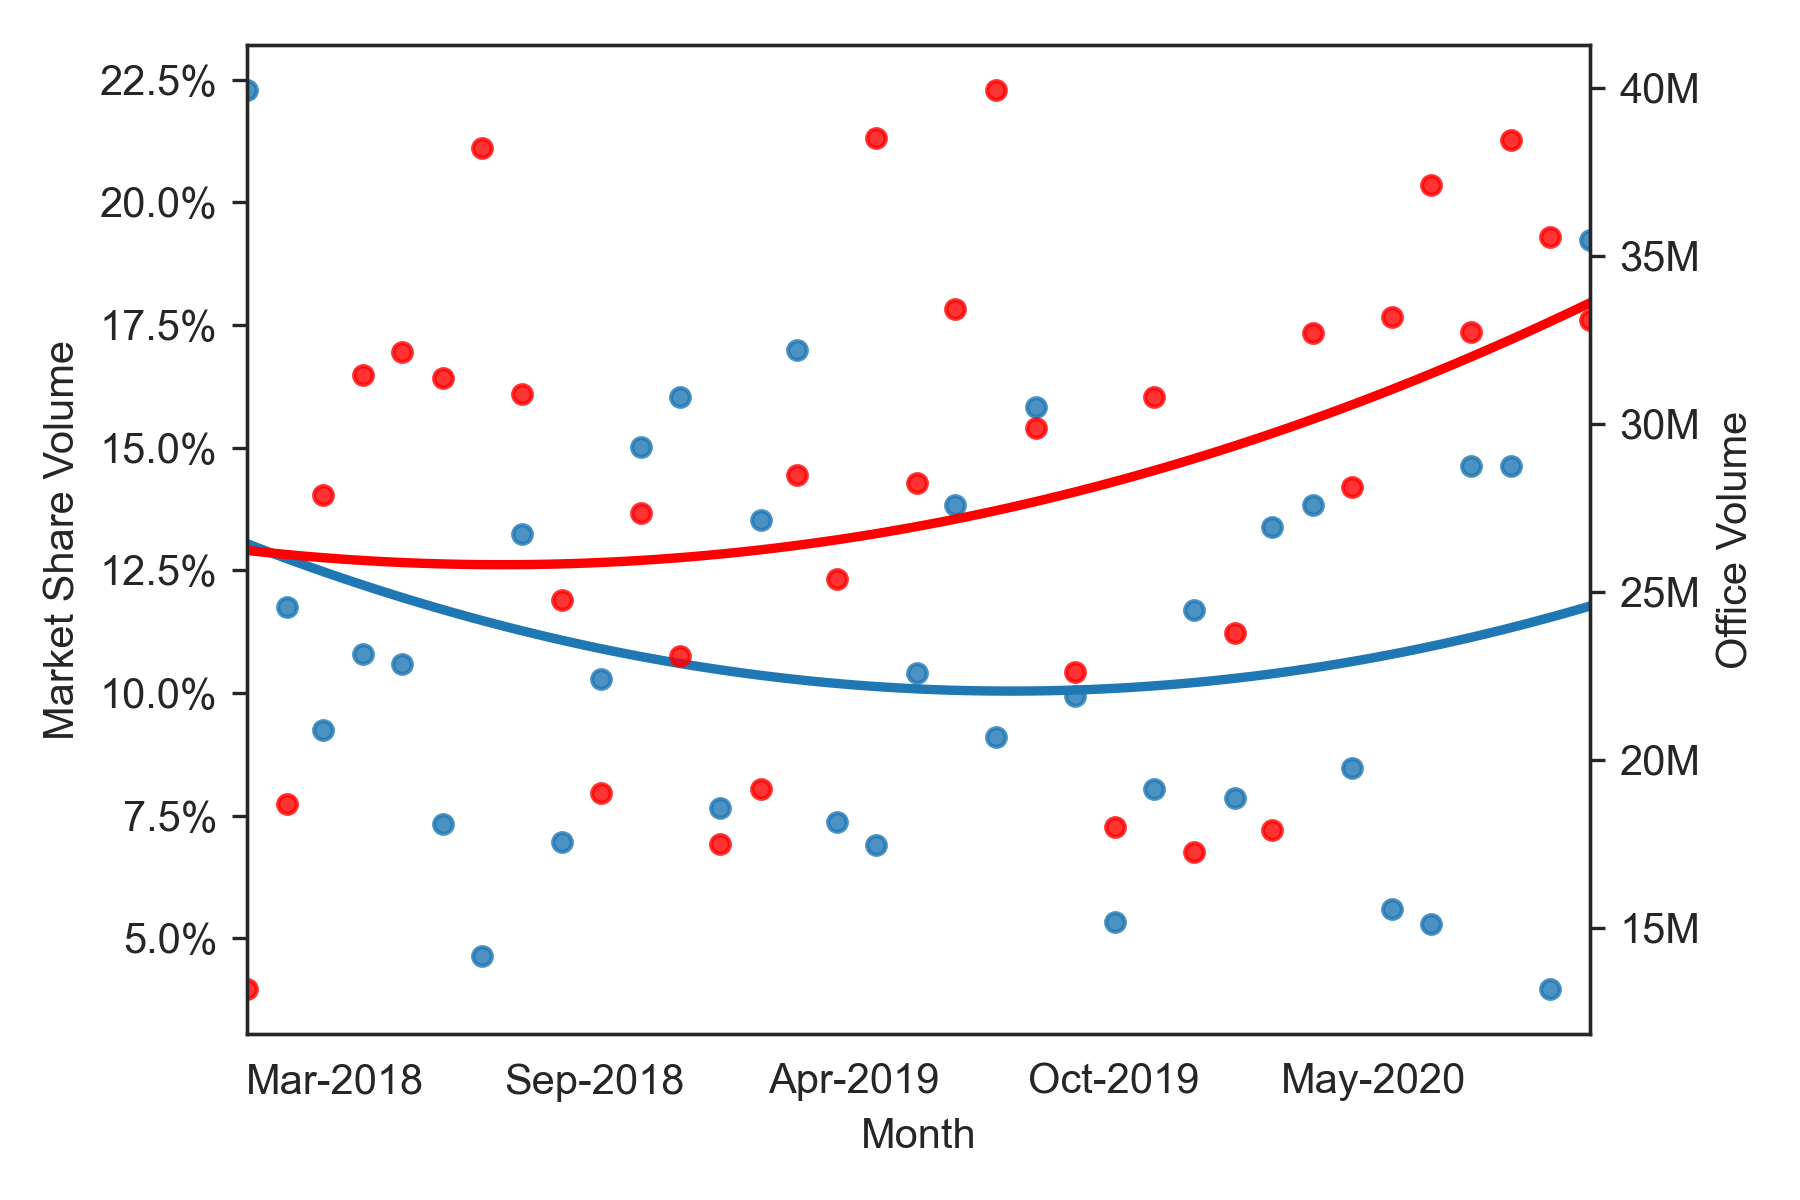 22.5%
20.0%
17.5%
15.0%
12.5%
10.0%
7.5%
5.0%
Market Share Volume
40M
35M
30M
25M
20M
15M
Office Volume
Mar-2018 Sep-2018 Apr-2019 Oct-2019 May-2020
Month